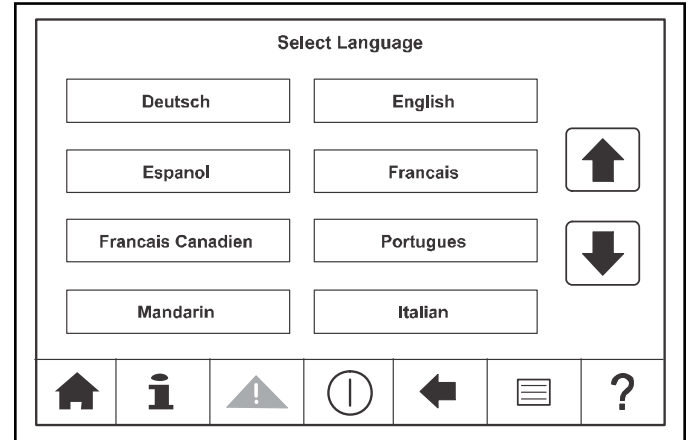 Select Language
Deutsch
English
Espanol
Francais
Francais Canadien
Portugues
Mandarin
Italian
i
!
?